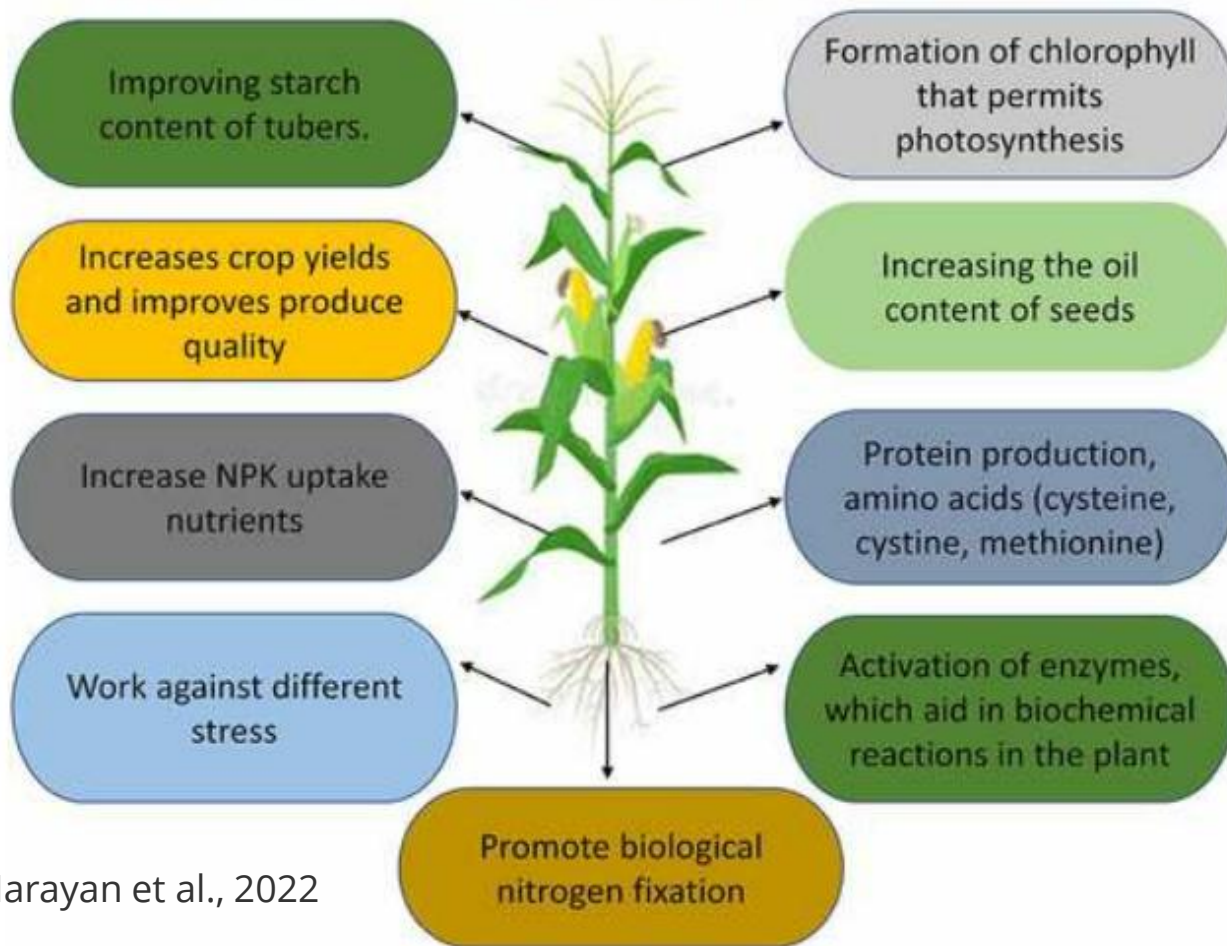 Improving starch
content of tubers.
Formation of chlorophyll
that permits
photosynthesis
Increases crop yields
and improves produce
quality
Increasing the oil
content of seeds
Increase NPK uptake
nutrients
Protein production,
amino acids (cysteine,
cystine, methionine)
Work against different
stress
Activation of enzymes,
which aid in biochemical
reactions in the plant
Promote biological
nitrogen fixation
et al., 2022